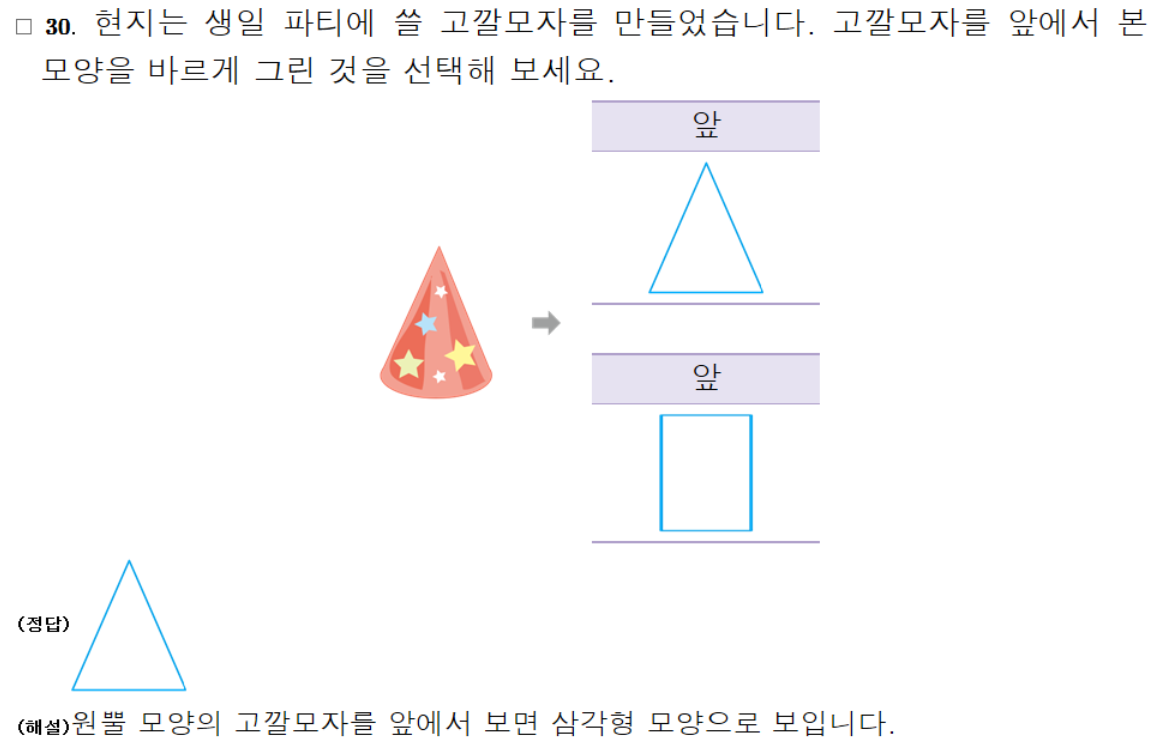 □ 30. 현지는 생일 파티에 쓸 고깔모자를 만들었습니다. 고깔모자를 앞에서 본
모양을 바르게 그린 것을 선택해 보세요.
앞
앞
(정답)
(해설)원뿔 모양의 고깔모자를 앞에서 보면 삼각형 모양으로 보입니다.